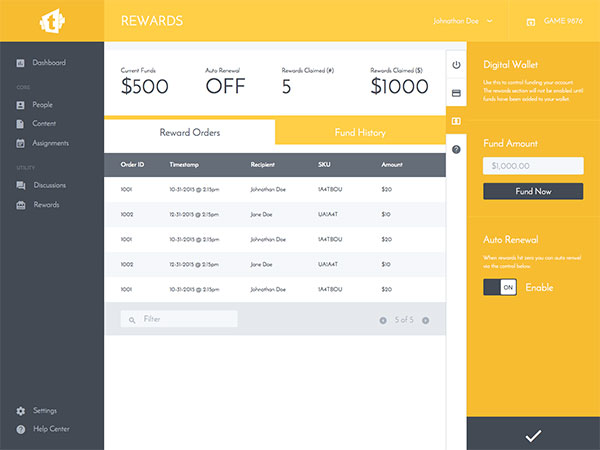 t
REWARDS
Johnathan Doe
GAME 9876
Dashboard
CORE
People
Content
Assignments
UTILITY
Discussions
Rewards
Settings
Help Center
Current Funds
$500
Auto Renewal
OFF
Rewards Claimed (#)
5
Rewards Claimed ($)
$1000
Reward Orders
Fund History
Order ID Timestamp Recipient SKU Amount
1001 10-31-2015 @ 2:15pm Johnathan Doe 1A4TBDU $20
1002 12-31-2015 @ 2:15pm Jane Doe UA1A4T $10
1001 10-31-2015 @ 2:15pm Johnathan Doe 1A4TBDU $20
1002 12-31-2015 @ 2:15pm Jane Doe UA1A4T $10
1001 10-31-2015 @ 2:15pm Johnathan Doe 1A4TBDU $20
Filter
5 of 5
Digital Wallet
Use this to control funding your account.
The rewards section will not be enabled until
funds have been added to your wallet.
Fund Amount
$1,000.00
Fund Now
Auto Renewal
When rewards hit zero you can auto renewal
via the control below.
ON
Enable